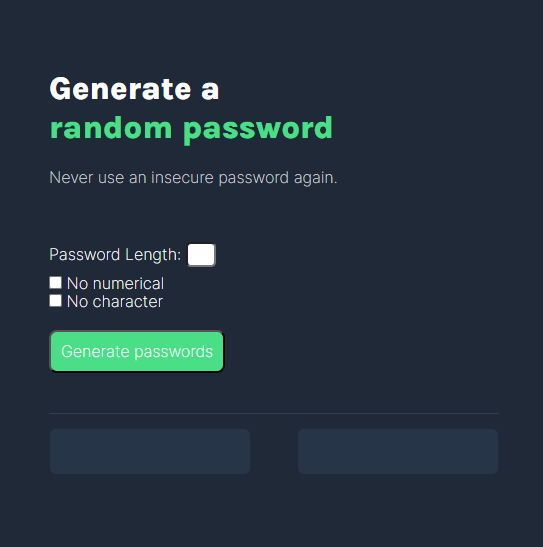 Generate a
random password
Never use an insecure password again.
Password Length:
No numerical
No character
Generate passwords